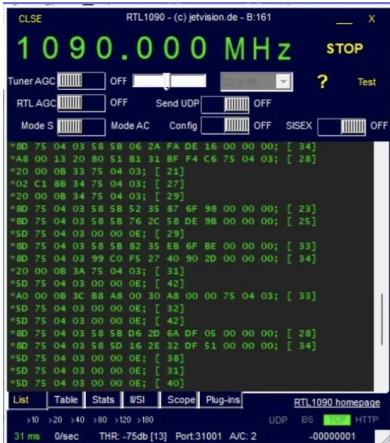 CLSE RTL1090 - (c) jetvision.de - B:161 __ X
1090.000 MHz STOP
Tuner AGC OFF ? Test
RTL AGC OFF Send UDP OFF
Mode S Mode AC Config OFF SISEX OFF
*8D 75 04 03 58 5B 06 2A FA DE 16 00 00 00; [ 34]
*A8 00 13 20 80 51 B1 31 BF F4 C6 75 04 03; [ 28]
*20 00 0B 33 75 04 03; [ 21]
*02 C1 8B 34 75 04 03; [ 27]
*20 00 0B 34 75 04 03; [ 29]
*8D 75 04 03 58 5B 52 35 87 6F 98 00 00 00; [ 23]
*8D 75 04 03 58 5B 76 2C 58 DE 9B 00 00 00; [ 25]
*5D 75 04 03 00 00 0E; [ 29]
*8D 75 04 03 58 5B 82 35 EB 6F BE 00 00 00; [ 33]
*8D 75 04 03 99 C0 F5 27 40 90 2D 00 00 00; [ 34]
*20 00 0B 3A 75 04 03; [ 31]
*5D 75 04 03 00 00 0E; [ 42]
*A0 00 0B 3C B8 A8 00 30 A8 00 00 75 04 03; [ 33]
*5D 75 04 03 00 00 0E; [ 32]
*5D 75 04 03 00 00 0E; [ 42]
*8D 75 04 03 58 5B D6 2D 6A DF 05 00 00 00; [ 28]
*8D 75 04 03 58 5D 16 2E 32 DF 51 00 00 00; [ 34]
*5D 75 04 03 00 00 0E; [ 38]
*5D 75 04 03 00 00 0E; [ 31]
*5D 75 04 03 00 00 0E; [ 40]
List Table Stats I/SI Scope Plug-ins RTL1090 homepage
>10 >20 >40 >80 >120 >180 UDP BS TCP HTTP
31 ms 0/sec THR: -75db [13] Port:31001 A/C: 2 -00000001